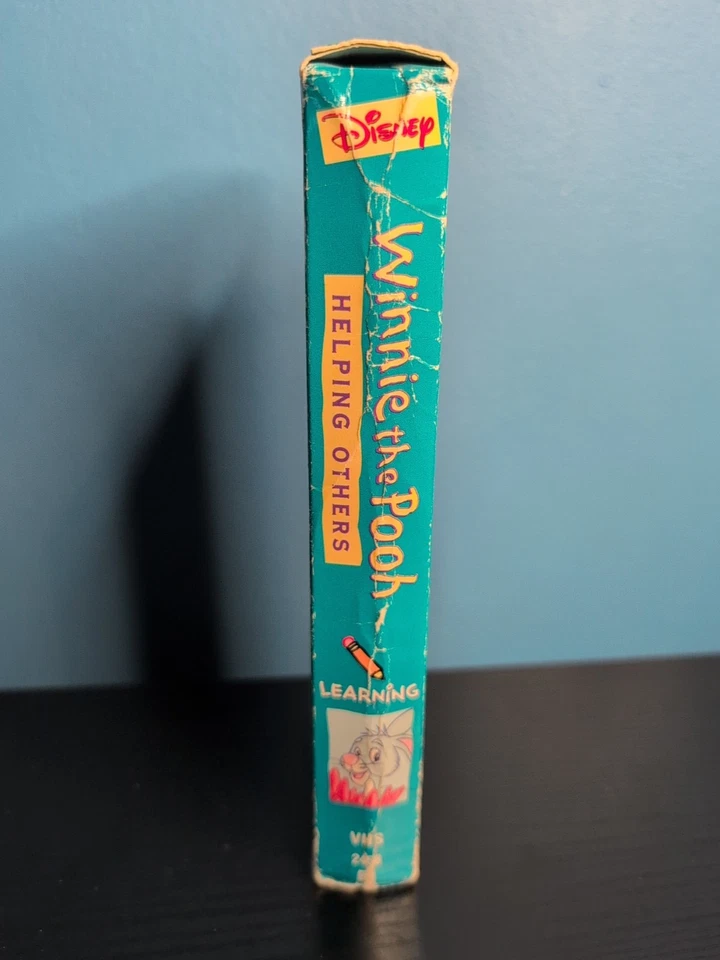 Disney
Winnie the Pooh
HELPING OTHERS
LEARNING
VHS